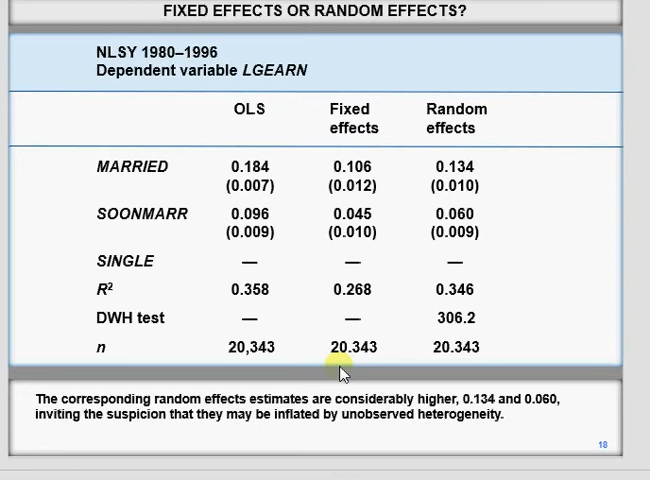 FIXED EFFECTS OR RANDOM EFFECTS?
NLSY 1980–1996
Dependent variable LGEARN
OLS Fixed effects Random effects
MARRIED 0.184 0.106 0.134
(0.007) (0.012) (0.010)
SOONMARR 0.096 0.045 0.060
(0.009) (0.010) (0.009)
SINGLE — — —
R² 0.358 0.268 0.346
DWH test — — 306.2
n 20,343 20.343 20.343
The corresponding random effects estimates are considerably higher, 0.134 and 0.060,
inviting the suspicion that they may be inflated by unobserved heterogeneity.
18